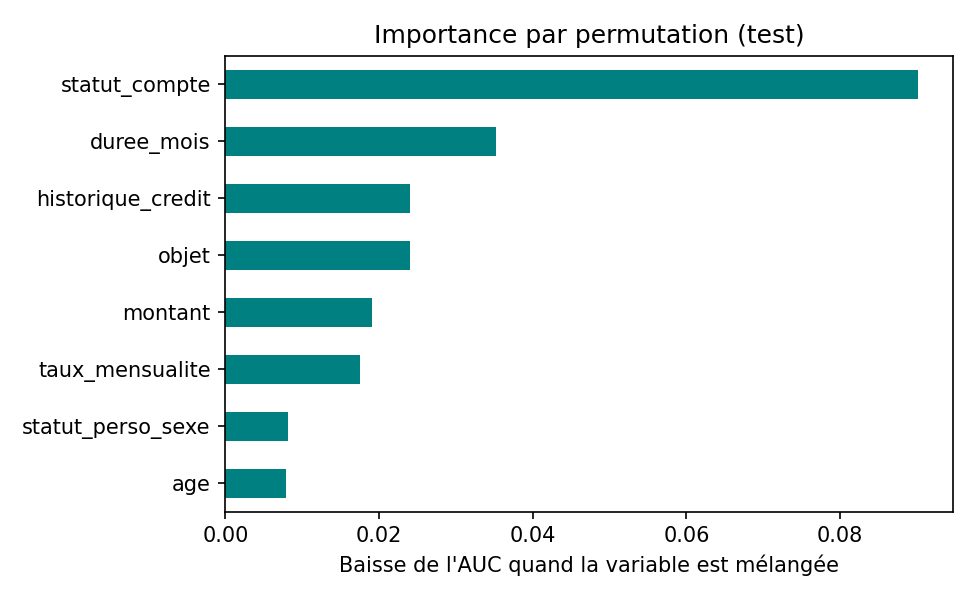 Importance par permutation (test)
statut_compte
duree_mois
historique_credit
objet
montant
taux_mensualite
statut_perso_sexe
age
0.00 0.02 0.04 0.06 0.08
Baisse de l'AUC quand la variable est mélangée